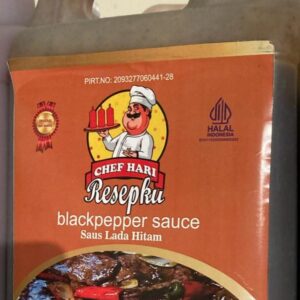 PIRT.NO: 2093277060441-28
HALAL
INDONESIA
CHEF HARI
Resepku
blackpepper sauce
Saus Lada Hitam